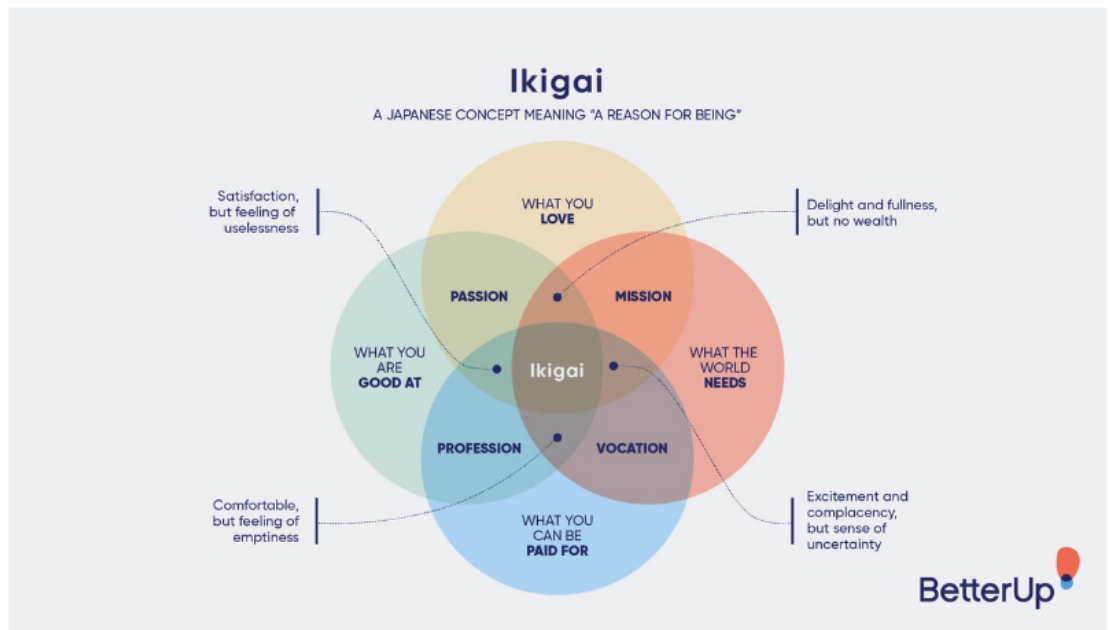 Ikigai
A JAPANESE CONCEPT MEANING "A REASON FOR BEING"
Satisfaction,
but feeling of
uselessness
WHAT YOU
LOVE
Delight and fullness,
but no wealth
PASSION
MISSION
WHAT YOU
ARE
GOOD AT
Ikigai
WHAT THE
WORLD
NEEDS
PROFESSION
VOCATION
Comfortable,
but feeling of
emptiness
WHAT YOU
CAN BE
PAID FOR
Excitement and
complacency,
but sense of
uncertainty
BetterUp